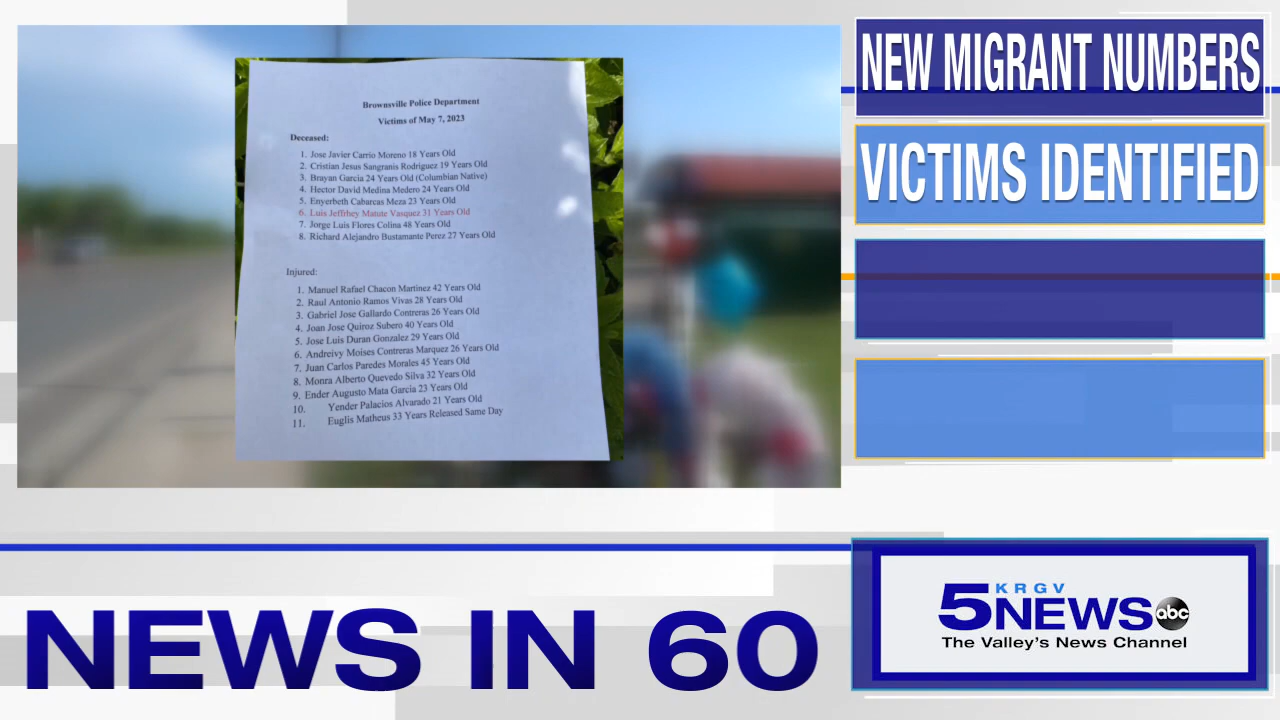 Brownsville Police Department
Victims of May 7, 2023
Deceased:
1. Jose Javier Carrio Moreno 18 Years Old
2. Cristian Jesus Sangranis Rodriguez 19 Years Old
3. Brayan Garcia 24 Years Old (Columbian Native)
4. Hector David Medina Medero 24 Years Old
5. Enyerbeth Cabarcas Meza 23 Years Old
6. Luis Jeffrhey Matute Vasquez 31 Years Old
7. Jorge Luis Flores Colina 48 Years Old
8. Richard Alejandro Bustamante Perez 27 Years Old
Injured:
1. Manuel Rafael Chacon Martinez 42 Years Old
2. Raul Antonio Ramos Vivas 28 Years Old
3. Gabriel Jose Gallardo Contreras 26 Years Old
4. Joan Jose Quiroz Subero 40 Years Old
5. Jose Luis Duran Gonzalez 29 Years Old
6. Andreivy Moises Contreras Marquez 26 Years Old
7. Juan Carlos Paredes Morales 45 Years Old
8. Monra Alberto Quevedo Silva 32 Years Old
9. Ender Augusto Mata Garcia 23 Years Old
10. Yender Palacios Alvarado 21 Years Old
11. Euglis Matheus 33 Years Released Same Day
NEW MIGRANT NUMBERS
VICTIMS IDENTIFIED
NEWS IN 60
KRGV
5NEWS abc
The Valley's News Channel